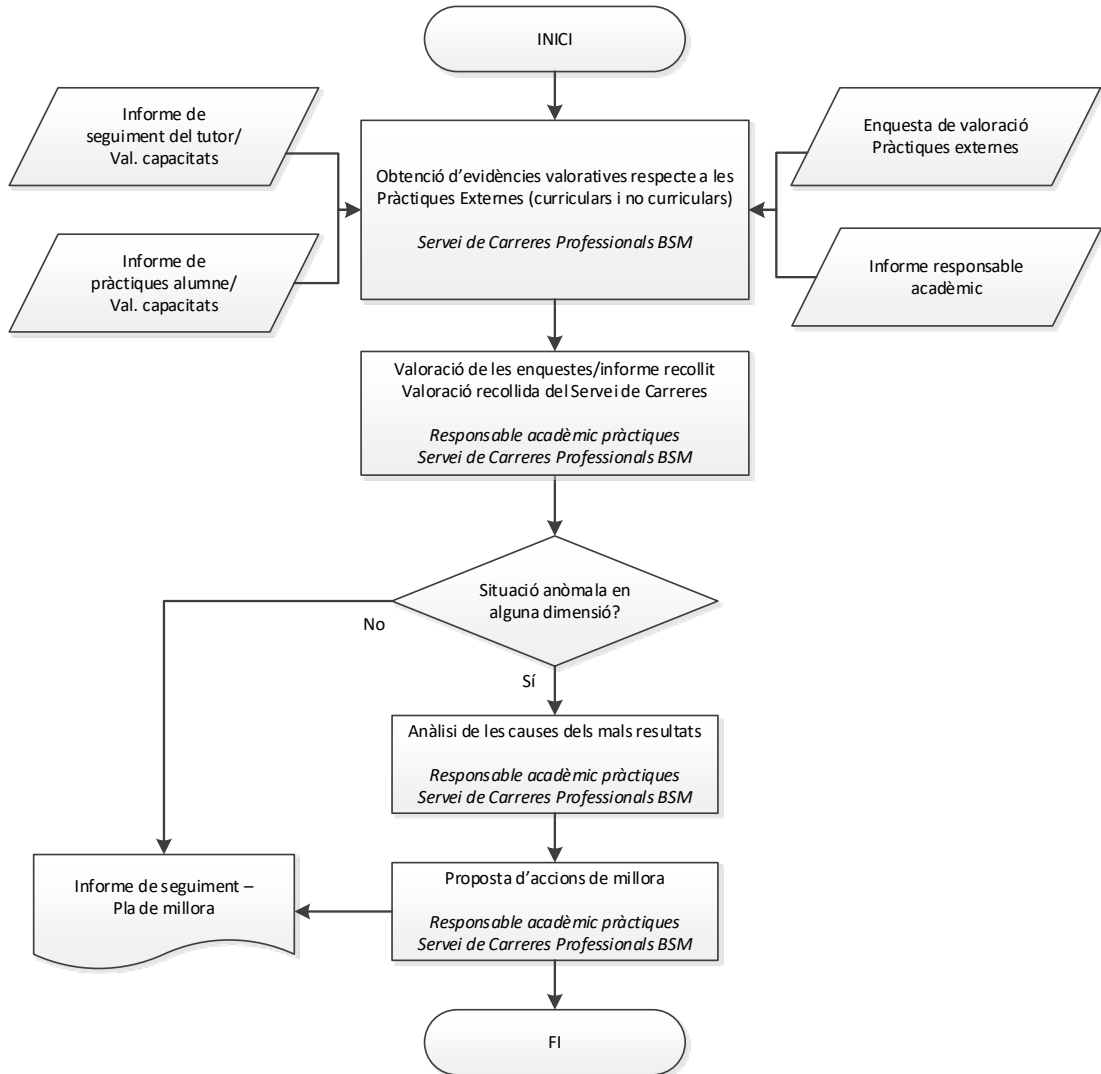 INICI
Informe de
seguiment del tutor/
Val. capacitats
Enquesta de valoració
Pràctiques externes
Obtenció d'evidències valoratives respecte a les
Pràctiques Externes (curriculars i no curriculars)
Servei de Carreres Professionals BSM
Informe de
pràctiques alumne/
Val. capacitats
Informe responsable
acadèmic
Valoració de les enquestes/informe recollit
Valoració recollida del Servei de Carreres
Responsable acadèmic pràctiques
Servei de Carreres Professionals BSM
Situació anòmala en
alguna dimensió?
No
Sí
Anàlisi de les causes dels mals resultats
Responsable acadèmic pràctiques
Servei de Carreres Professionals BSM
Informe de seguiment –
Pla de millora
Proposta d'accions de millora
Responsable acadèmic pràctiques
Servei de Carreres Professionals BSM
FI